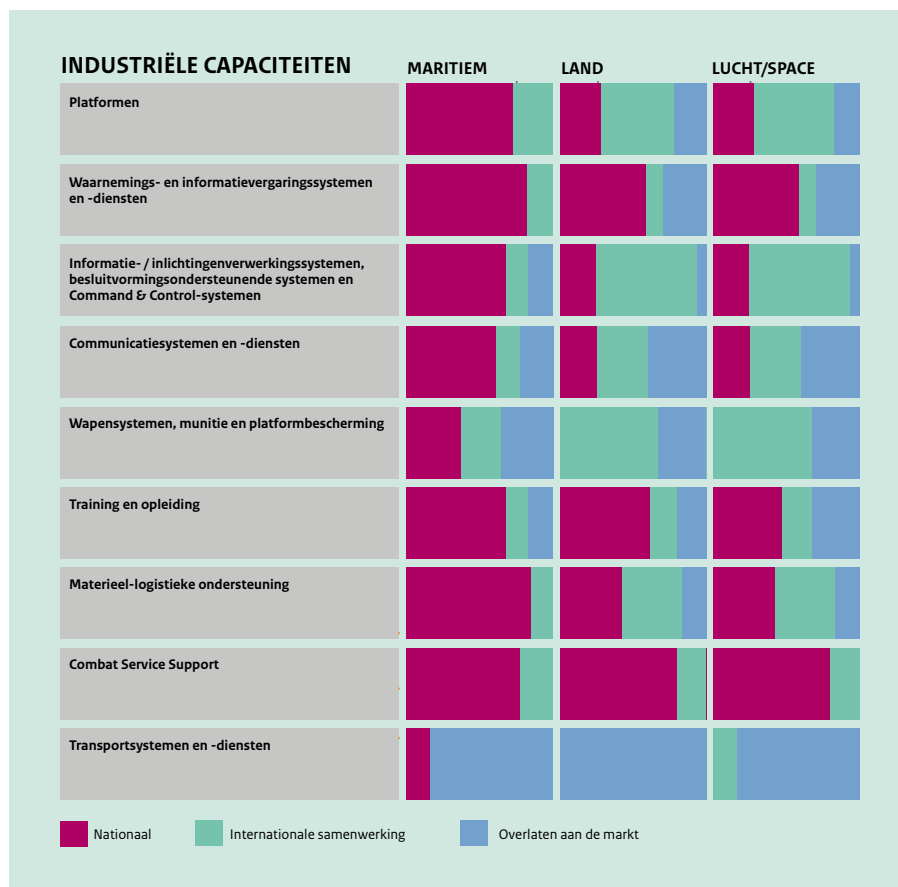 INDUSTRIËLE CAPACITEITEN
MARITIEM
LAND
LUCHT/SPACE
Platformen
Waarnemings- en informatievergaringssystemen
en -diensten
Informatie- / inlichtingenverwerkingssystemen,
besluitvormingsondersteunende systemen en
Command & Control-systemen
Communicatiesystemen en -diensten
Wapensystemen, munitie en platformbescherming
Training en opleiding
Materieel-logistieke ondersteuning
Combat Service Support
Transportsystemen en -diensten
Nationaal
Internationale samenwerking
Overlaten aan de markt